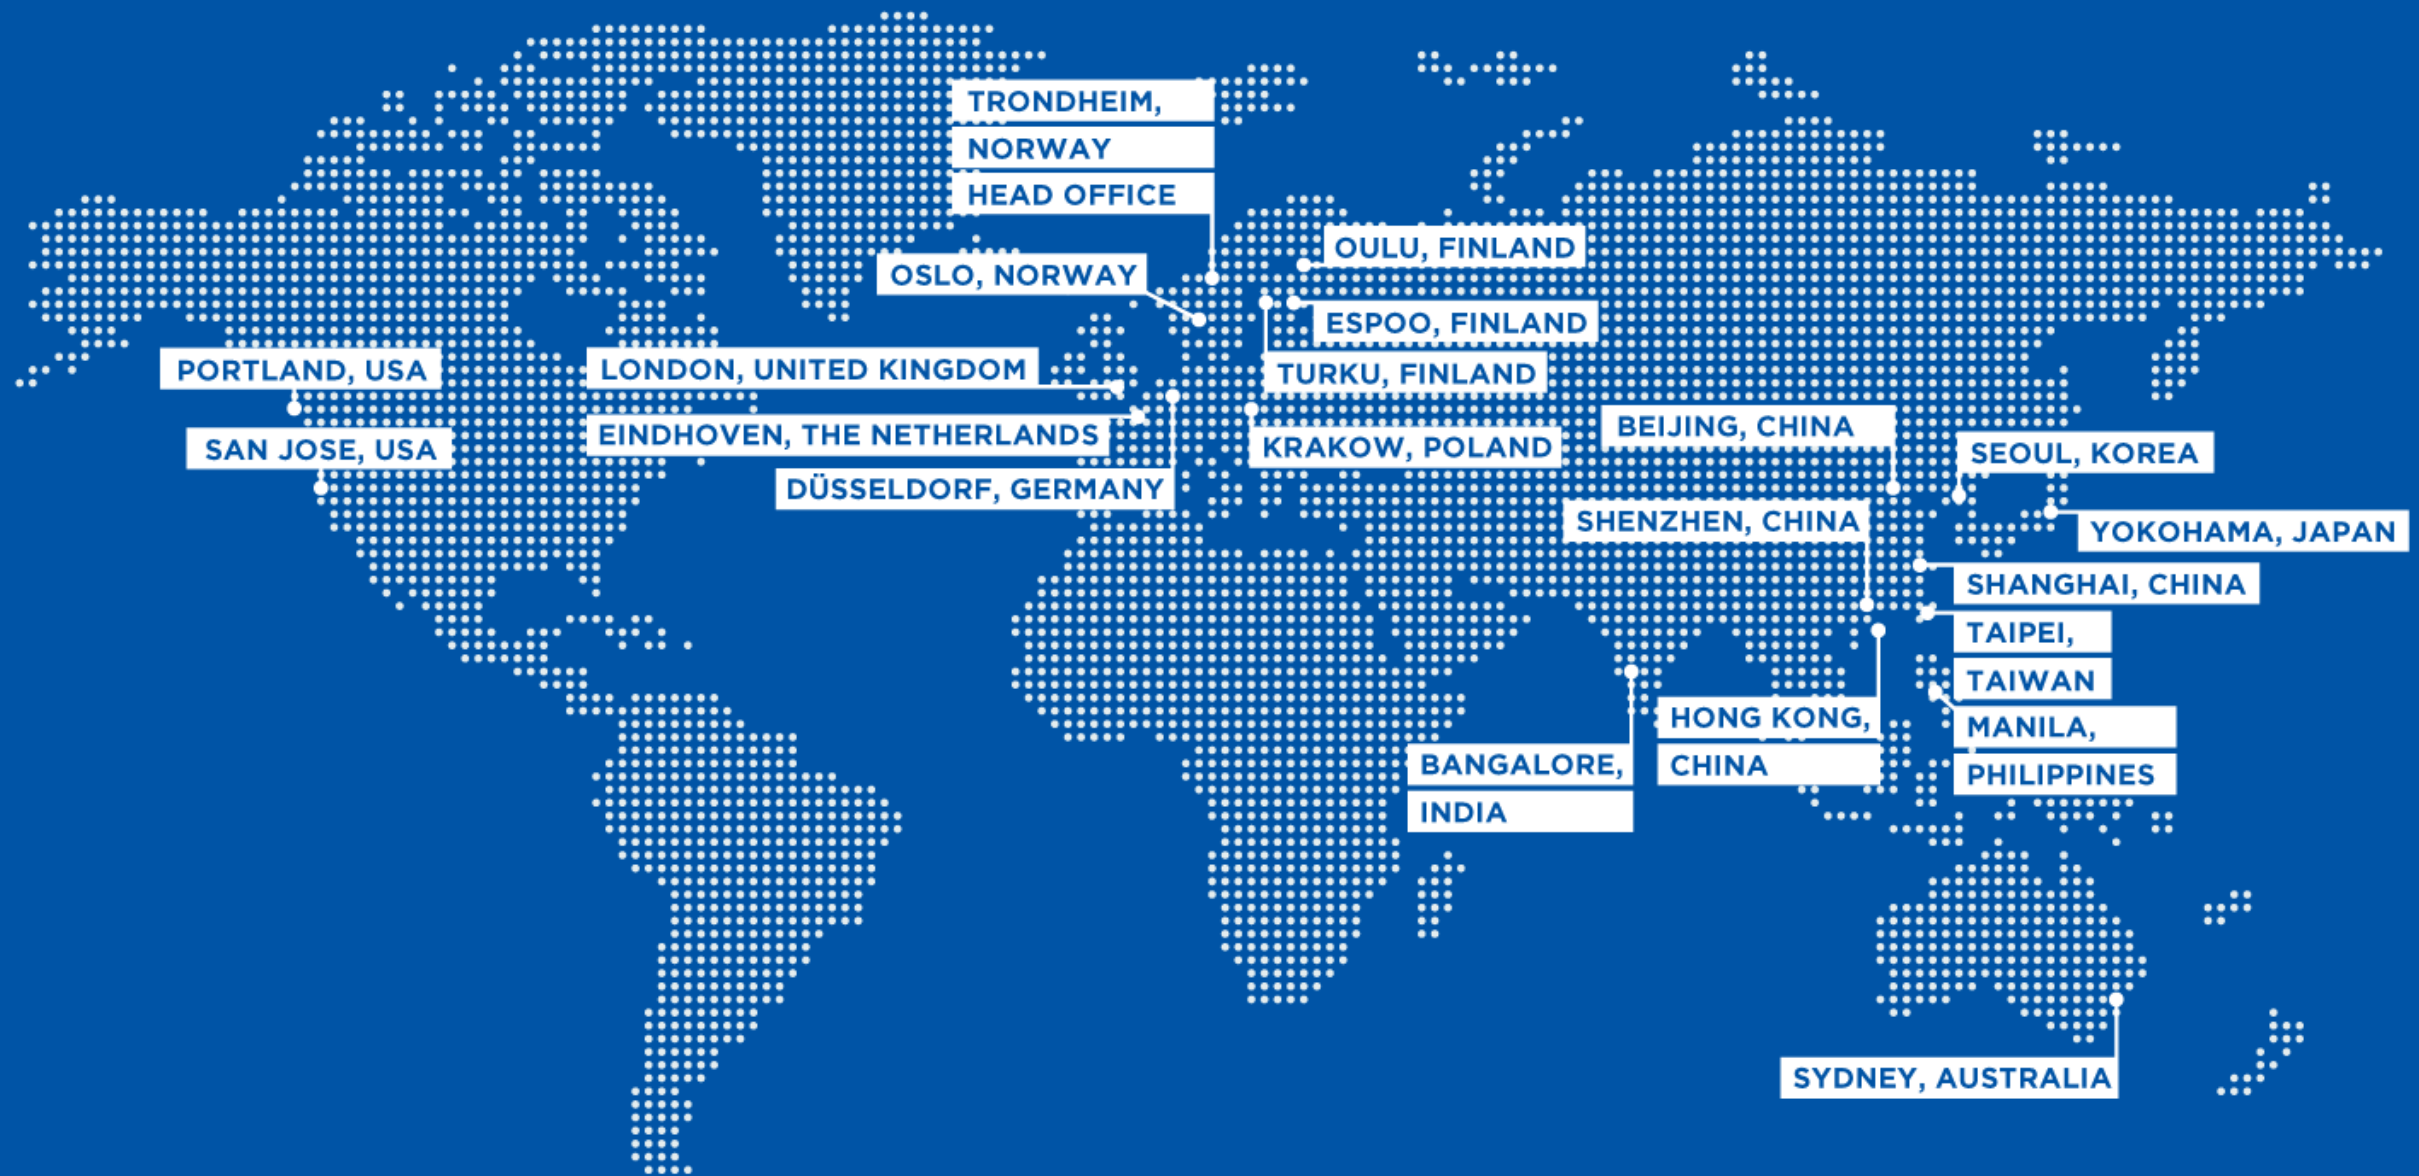 TRONDHEIM,
NORWAY
HEAD OFFICE
OULU, FINLAND
OSLO, NORWAY
ESPOO, FINLAND
PORTLAND, USA
LONDON, UNITED KINGDOM
TURKU, FINLAND
BEIJING, CHINA
EINDHOVEN, THE NETHERLANDS
KRAKOW, POLAND
SAN JOSE, USA
SEOUL, KOREA
DÜSSELDORF, GERMANY
SHENZHEN, CHINA
YOKOHAMA, JAPAN
SHANGHAI, CHINA
TAIPEI,
TAIWAN
HONG KONG,
CHINA
MANILA,
PHILIPPINES
BANGALORE,
INDIA
SYDNEY, AUSTRALIA